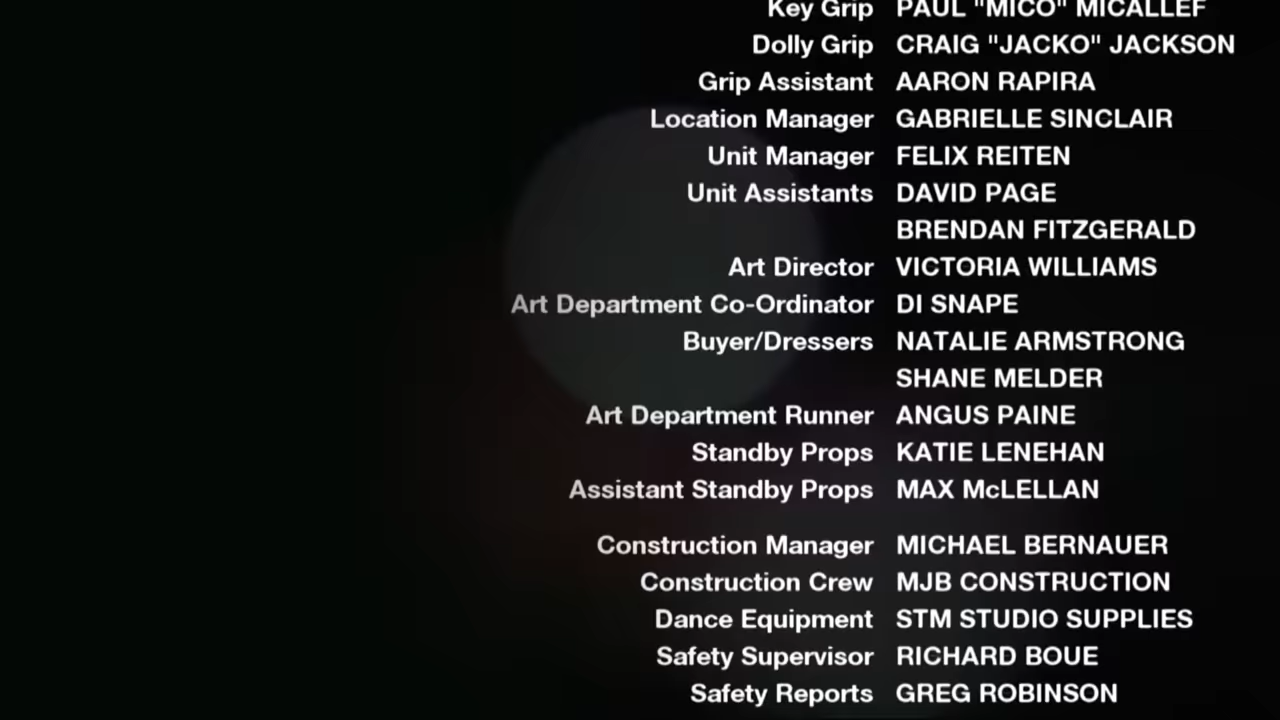 Key Grip PAUL "MICO" MICALLEF
Dolly Grip CRAIG "JACKO" JACKSON
Grip Assistant AARON RAPIRA
Location Manager GABRIELLE SINCLAIR
Unit Manager FELIX REITEN
Unit Assistants DAVID PAGE
BRENDAN FITZGERALD
Art Director VICTORIA WILLIAMS
Art Department Co-Ordinator DI SNAPE
Buyer/Dressers NATALIE ARMSTRONG
SHANE MELDER
Art Department Runner ANGUS PAINE
Standby Props KATIE LENEHAN
Assistant Standby Props MAX McLELLAN
Construction Manager MICHAEL BERNAUER
Construction Crew MJB CONSTRUCTION
Dance Equipment STM STUDIO SUPPLIES
Safety Supervisor RICHARD BOUE
Safety Reports GREG ROBINSON